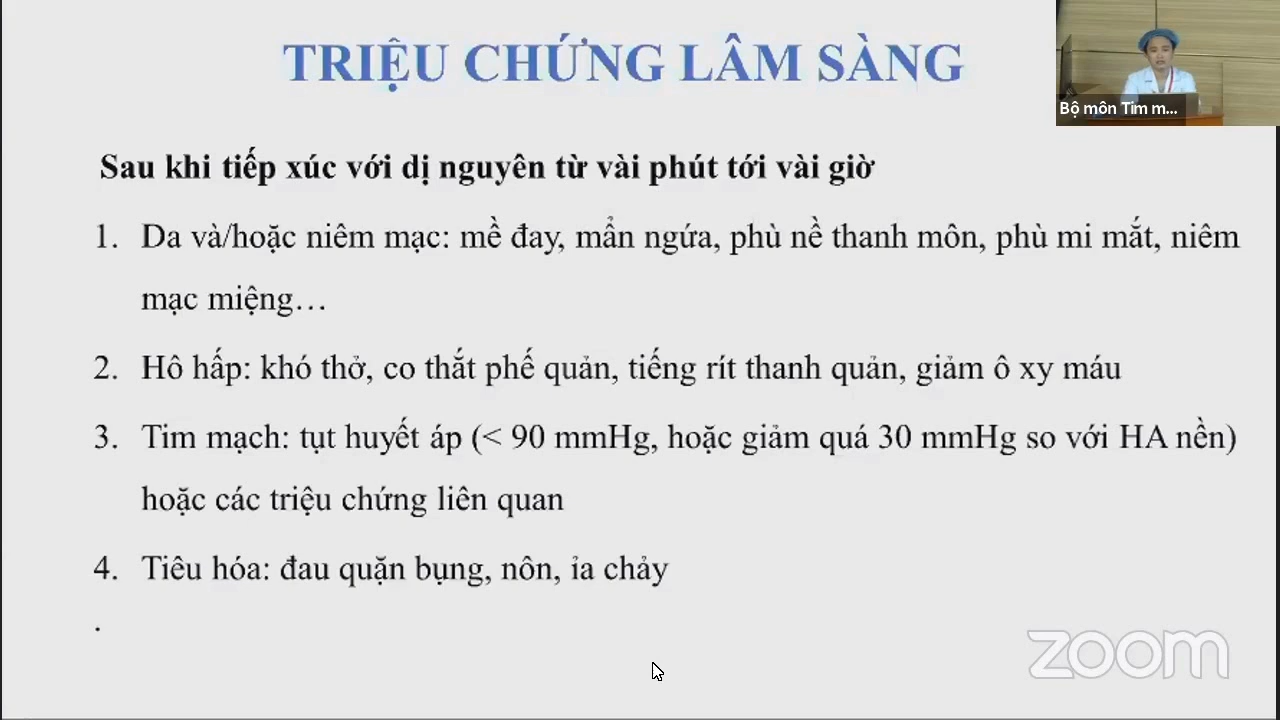 TRIỆU CHỨNG LÂM SÀNG
Bộ môn Tim m...
Sau khi tiếp xúc với dị nguyên từ vài phút tới vài giờ
1. Da và/hoặc niêm mạc: mề đay, mẩn ngứa, phù nề thanh môn, phù mi mắt, niêm
mạc miệng…
2. Hô hấp: khó thở, co thắt phế quản, tiếng rít thanh quản, giảm ô xy máu
3. Tim mạch: tụt huyết áp (< 90 mmHg, hoặc giảm quá 30 mmHg so với HA nền)
hoặc các triệu chứng liên quan
4. Tiêu hóa: đau quặn bụng, nôn, ỉa chảy
.
zoom